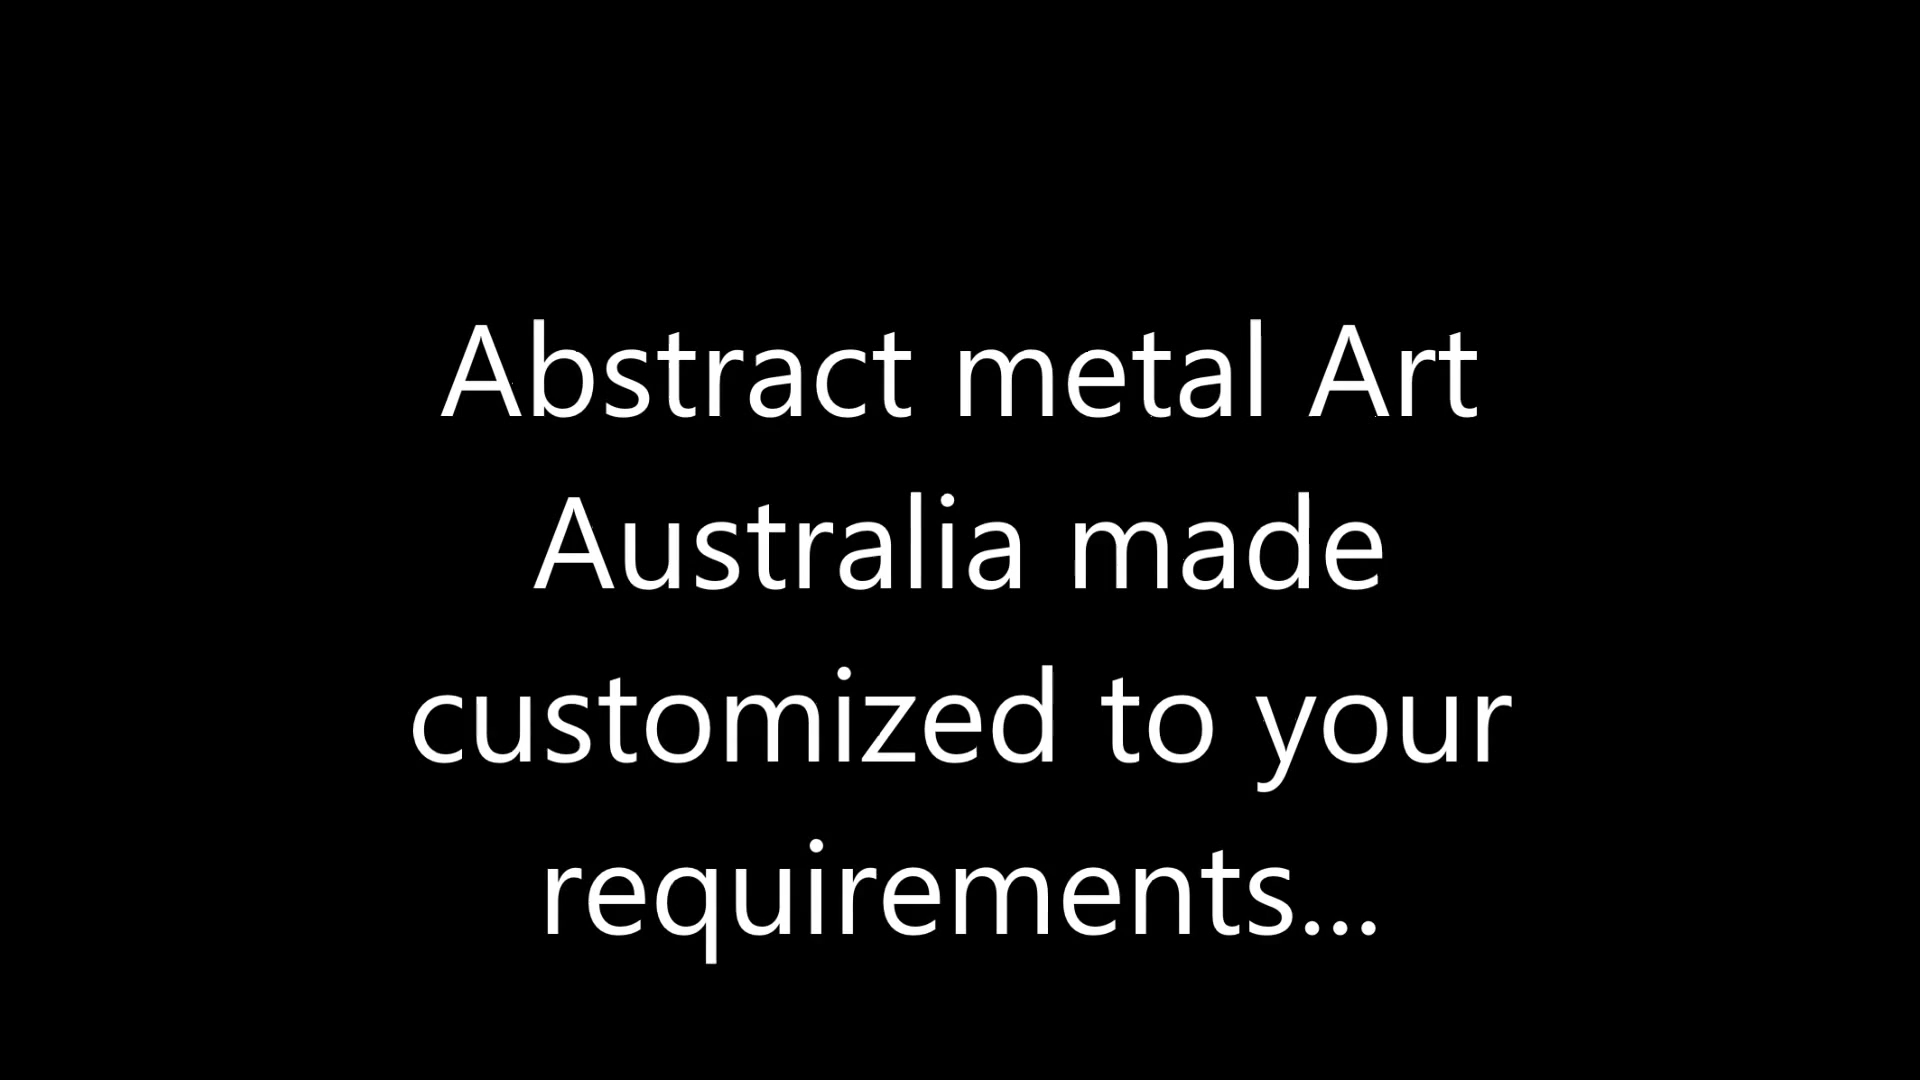 Abstract metal Art
Australia made
customized to your
requirements...